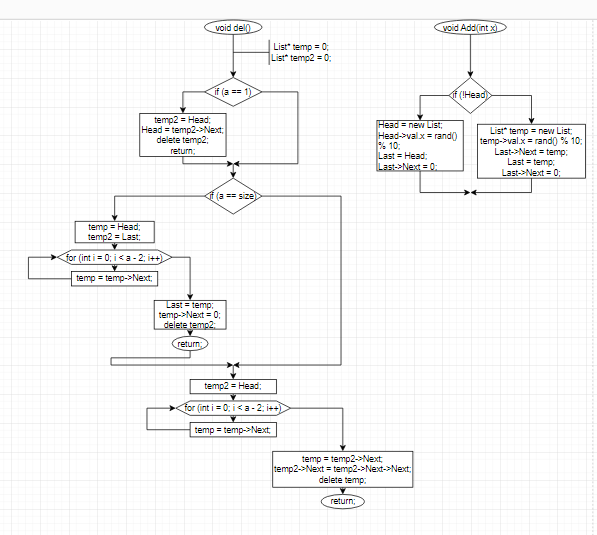 void del()
List* temp = 0;
List* temp2 = 0;
if (a == 1)
temp2 = Head;
Head = temp2->Next;
delete temp2;
return;
if (a == size)
temp = Head;
temp2 = Last;
for (int i = 0; i < a - 2; i++)
temp = temp->Next;
Last = temp;
temp->Next = 0;
delete temp2;
return;
temp2 = Head;
for (int i = 0; i < a - 2; i++)
temp = temp->Next;
temp = temp2->Next;
temp2->Next = temp2->Next->Next;
delete temp;
return;
void Add(int x)
if (!Head)
Head = new List;
Head->val.x = rand()
% 10;
Last = Head;
Last->Next = 0;
List* temp = new List;
temp->val.x = rand() % 10;
Last->Next = temp;
Last = temp;
Last->Next = 0;